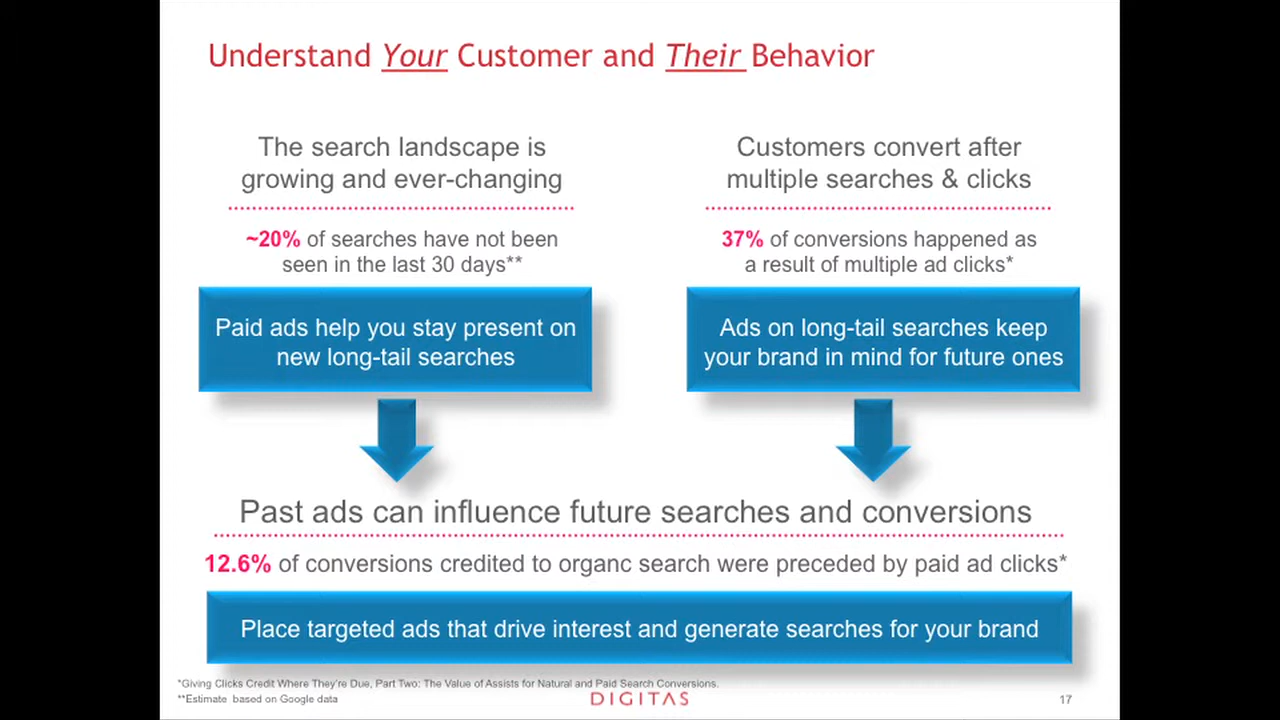 Understand Your Customer and Their Behavior
The search landscape is
growing and ever-changing
~20% of searches have not been
seen in the last 30 days**
Paid ads help you stay present on
new long-tail searches
Customers convert after
multiple searches & clicks
37% of conversions happened as
a result of multiple ad clicks*
Ads on long-tail searches keep
your brand in mind for future ones
Past ads can influence future searches and conversions
12.6% of conversions credited to organc search were preceded by paid ad clicks*
Place targeted ads that drive interest and generate searches for your brand
*Giving Clicks Credit Where They're Due, Part Two: The Value of Assists for Natural and Paid Search Conversions.
**Estimate based on Google data
DIGITAS
17